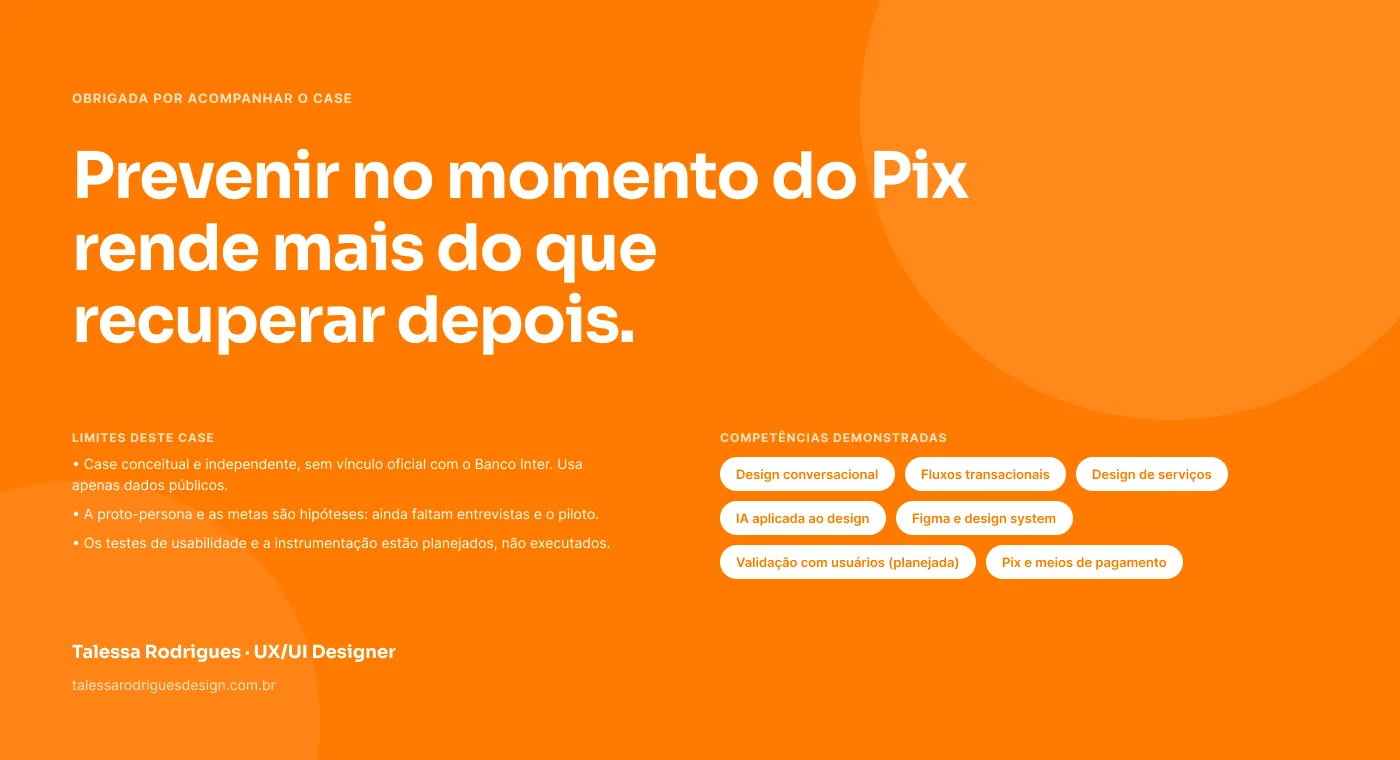 OBRIGADA POR ACOMPANHAR O CASE
Prevenir no momento do Pix
rende mais do que
recuperar depois.
LIMITES DESTE CASE
• Case conceitual e independente, sem vínculo oficial com o Banco Inter. Usa
apenas dados públicos.
• A proto-persona e as metas são hipóteses: ainda faltam entrevistas e o piloto.
• Os testes de usabilidade e a instrumentação estão planejados, não executados.
COMPETÊNCIAS DEMONSTRADAS
Design conversacional
Fluxos transacionais
Design de serviços
IA aplicada ao design
Figma e design system
Validação com usuários (planejada)
Pix e meios de pagamento
Talessa Rodrigues · UX/UI Designer
talessarodriguesdesign.com.br